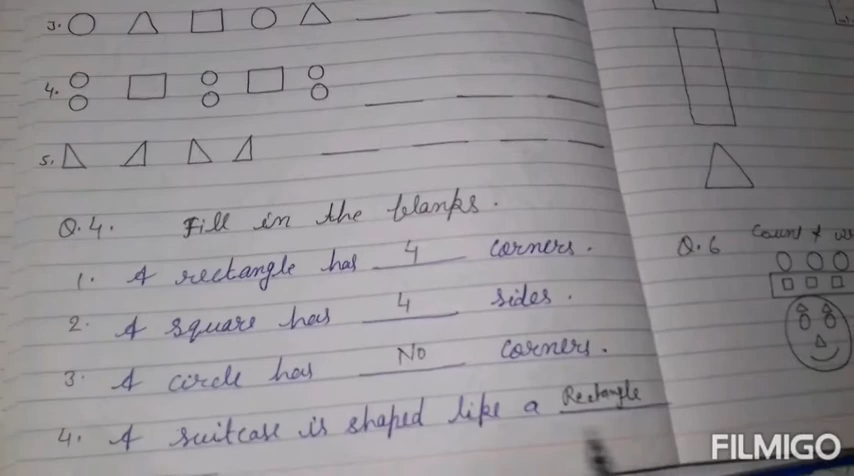 3.
4.
5.
Q.4. Fill in the blanks.
1. A rectangle has 4 corners.
2. A square has 4 sides.
3. A circle has No corners.
4. A suitcase is shaped like a Rectangle
Q.6 Count &
FILMIGO